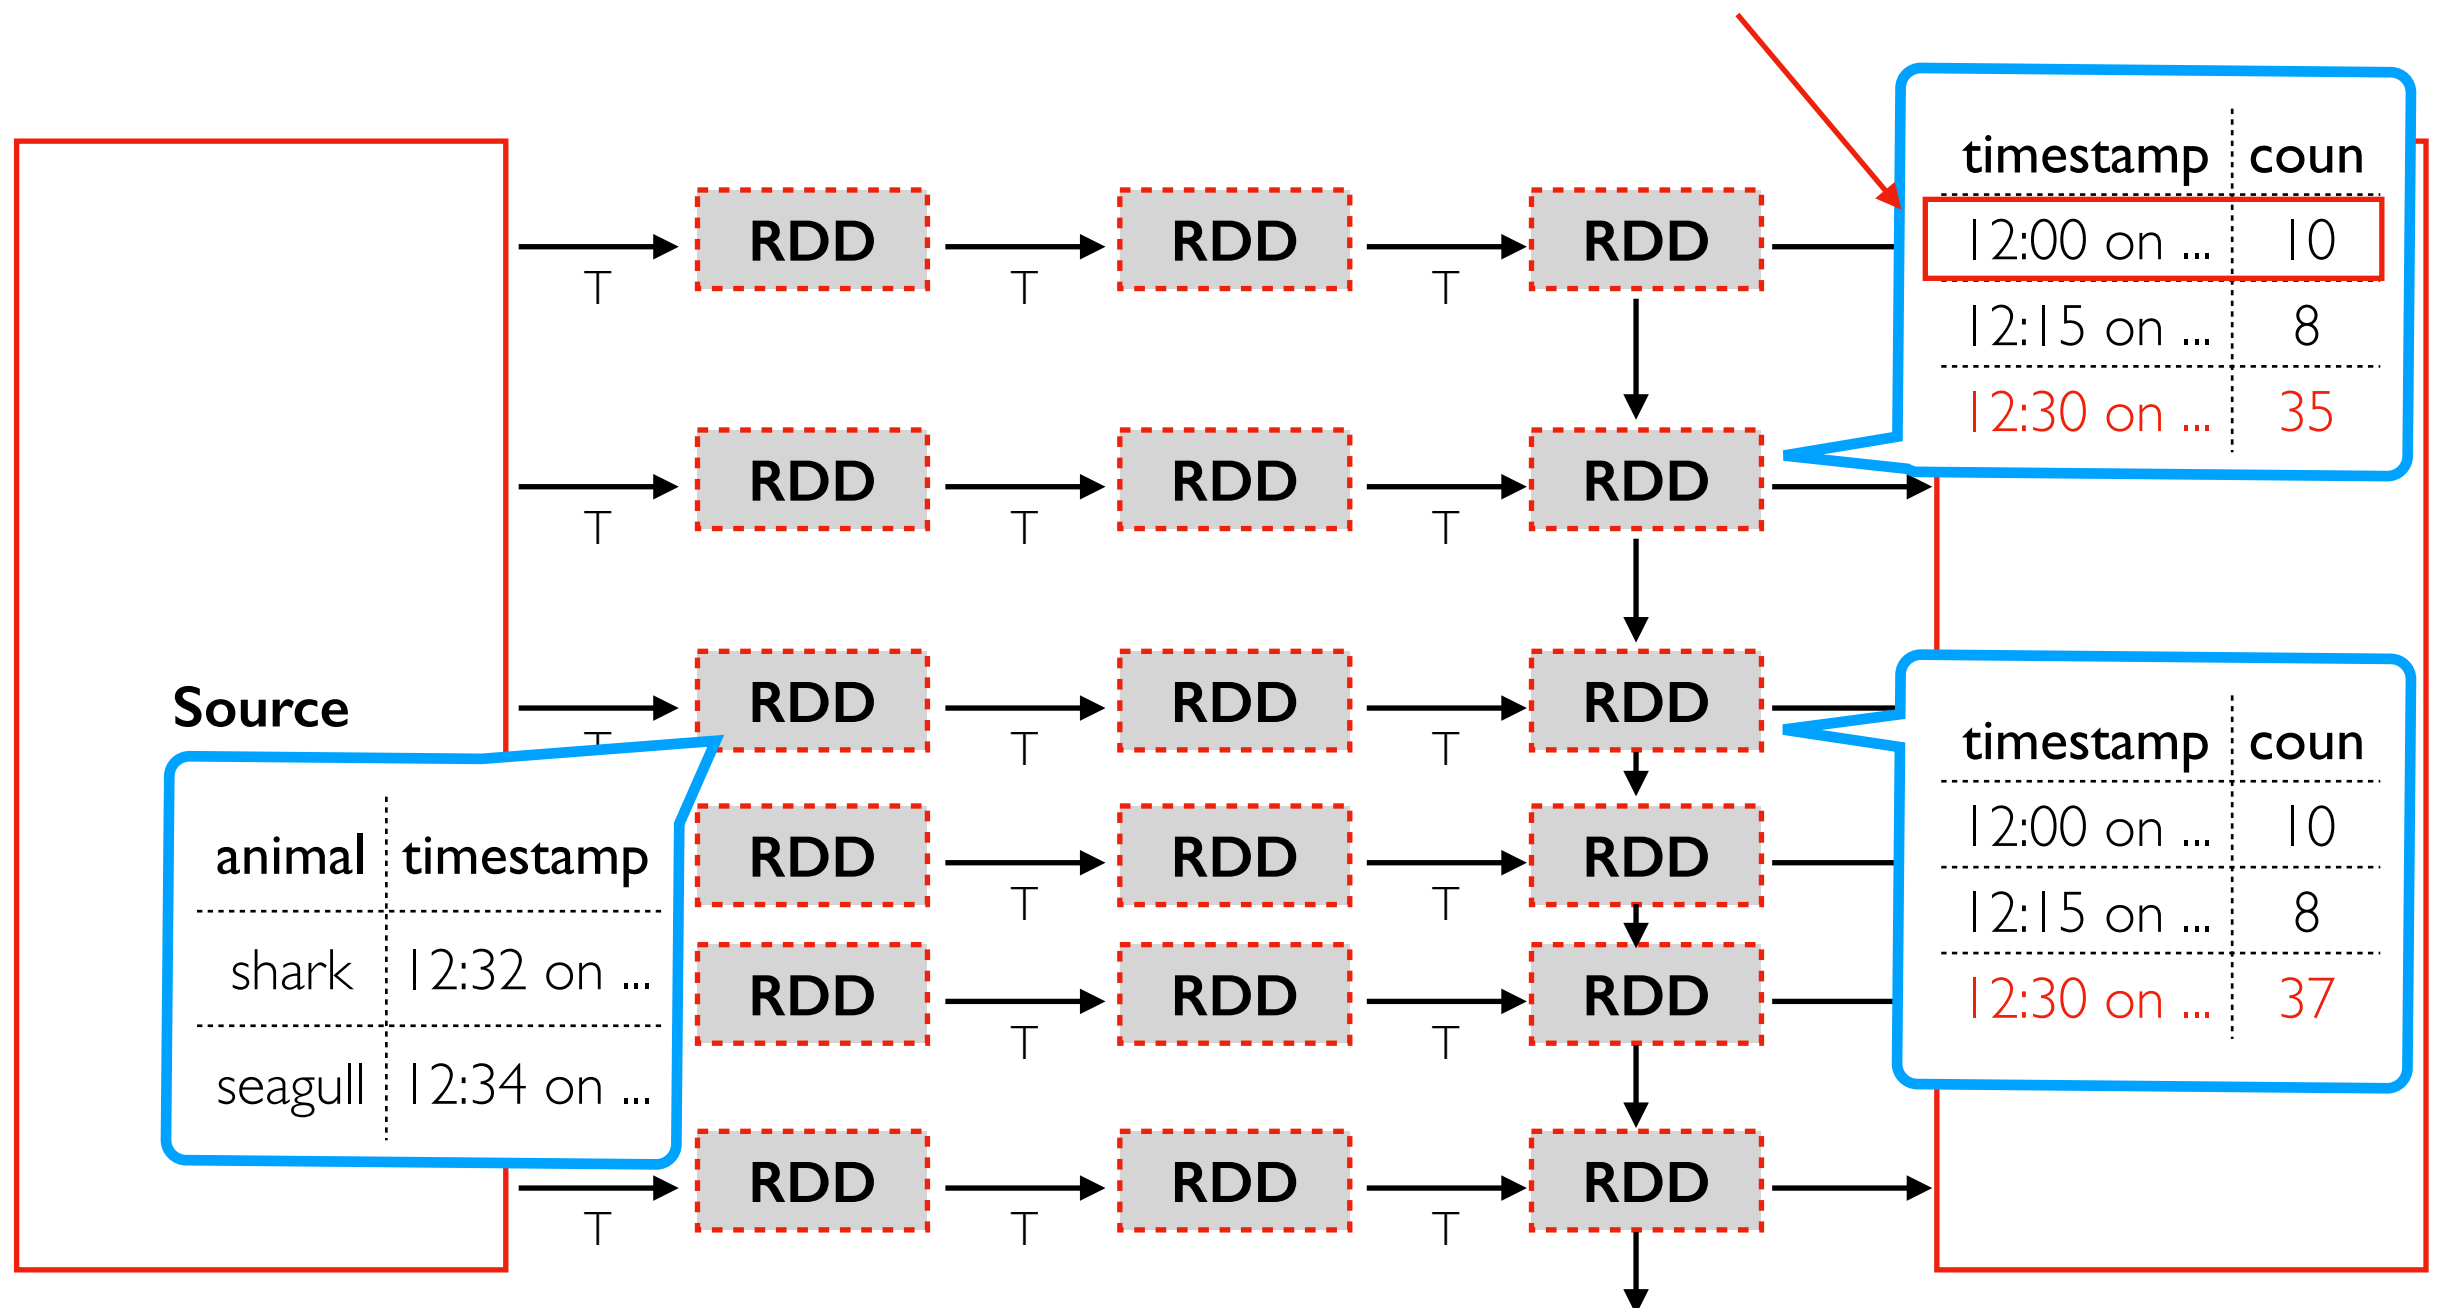 timestamp coun
12:00 on ... 10
12:15 on ... 8
12:30 on ... 35
RDD RDD RDD
T T T
RDD RDD RDD
T T T
Source
RDD RDD RDD
T T T
timestamp coun
12:00 on ... 10
12:15 on ... 8
12:30 on ... 37
animal timestamp
shark 12:32 on ...
seagull 12:34 on ...
RDD RDD RDD
T T
RDD RDD RDD
T T
RDD RDD RDD
T T T